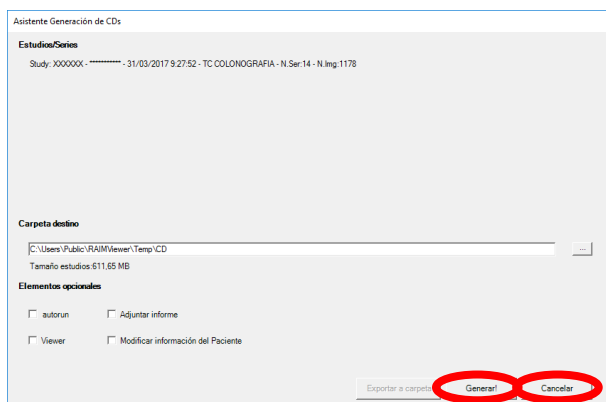 Asistente Generación de CDs
Estudios/Series
Study: XXXXXX - *********** - 31/03/2017 9:27:52 - TC COLONOGRAFIA - N.Ser:14 - N.Img:1178
Carpeta destino
C:\Users\Public\RAIMViewer\Temp\CD
...
Tamaño estudios:611,65 MB
Elementos opcionales
autorun
Adjuntar informe
Viewer
Modificar información del Paciente
Exportar a carpeta
Generar!
Cancelar